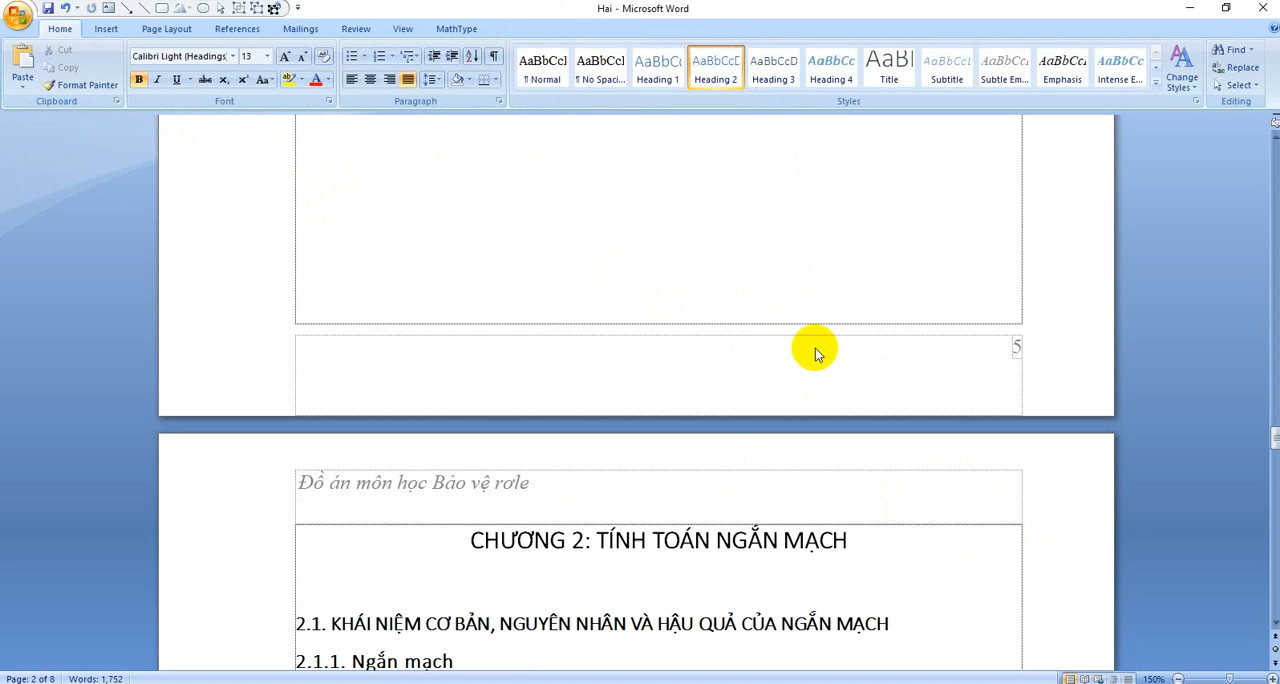 Hai - Microsoft Word
Home Insert Page Layout References Mailings Review View MathType
Paste
Cut
Copy
Format Painter
Clipboard
Calibri Light (Headings) 13
Font
Paragraph
AaBbCcI AaBbCcI AaBbC( AaBbCcD AaBbCcD AaBbCc AaBl AaBbCcl AaBbCc AaBbCc AaBbCc
¶ Normal ¶ No Spaci... Heading 1 Heading 2 Heading 3 Heading 4 Title Subtitle Subtle Em... Emphasis Intense E...
Change Styles
Styles
Find
Replace
Select
Editing
5
Đồ án môn học Bảo vệ rơle
CHƯƠNG 2: TÍNH TOÁN NGẮN MẠCH
2.1. KHÁI NIỆM CƠ BẢN, NGUYÊN NHÂN VÀ HẬU QUẢ CỦA NGẮN MẠCH
2.1.1. Ngắn mạch
Page: 2 of 8 Words: 1,752 150%